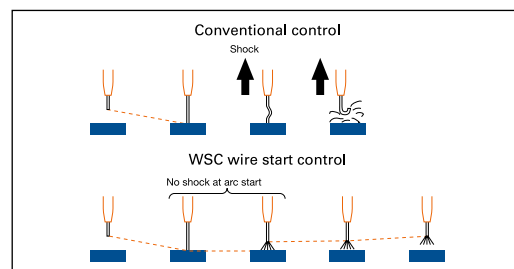 Conventional control
Shock
WSC wire start control
No shock at arc start